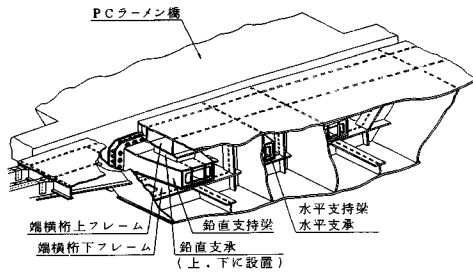 PCラーメン橋
端横桁上フレーム
端横桁下フレーム
鉛直支持梁
鉛直支承
(上,下に設置)
水平支持梁
水平支承